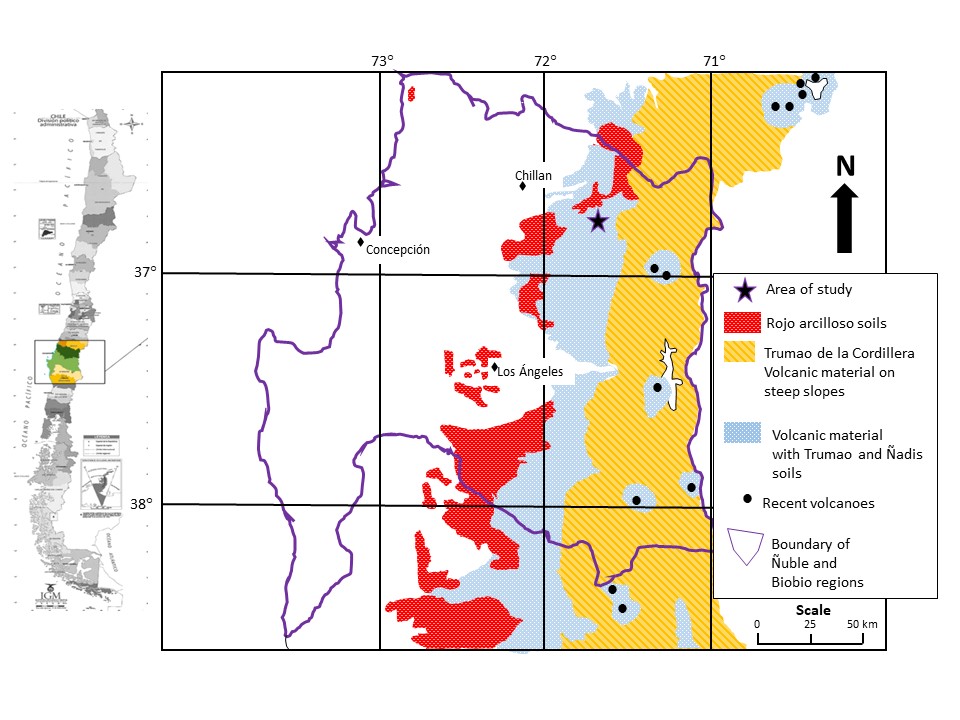 73°
72°
71°
CHILE
División político
administrativa
OCEANO PACIFICO
Chillan
N
Concepción
37°
Area of study
Rojo arcilloso soils
Trumao de la Cordillera
Volcanic material on
steep slopes
Los Ángeles
Volcanic material
with Trumao and Ñadis
soils
38°
Recent volcanoes
OCEANO PACÍFICO
Boundary of
Ñuble and
Biobio regions
IGM
Scale
0 25 50 km